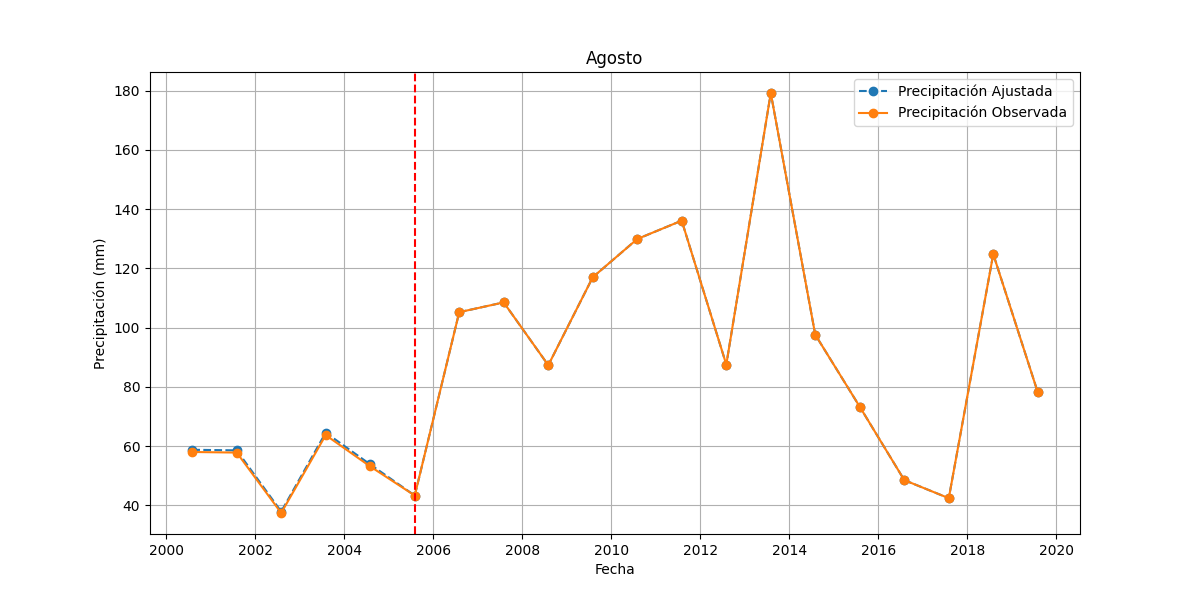 Agosto
Precipitación Ajustada
Precipitación Observada
Precipitación (mm)
180
160
140
120
100
80
60
40
2000 2002 2004 2006 2008 2010 2012 2014 2016 2018 2020
Fecha